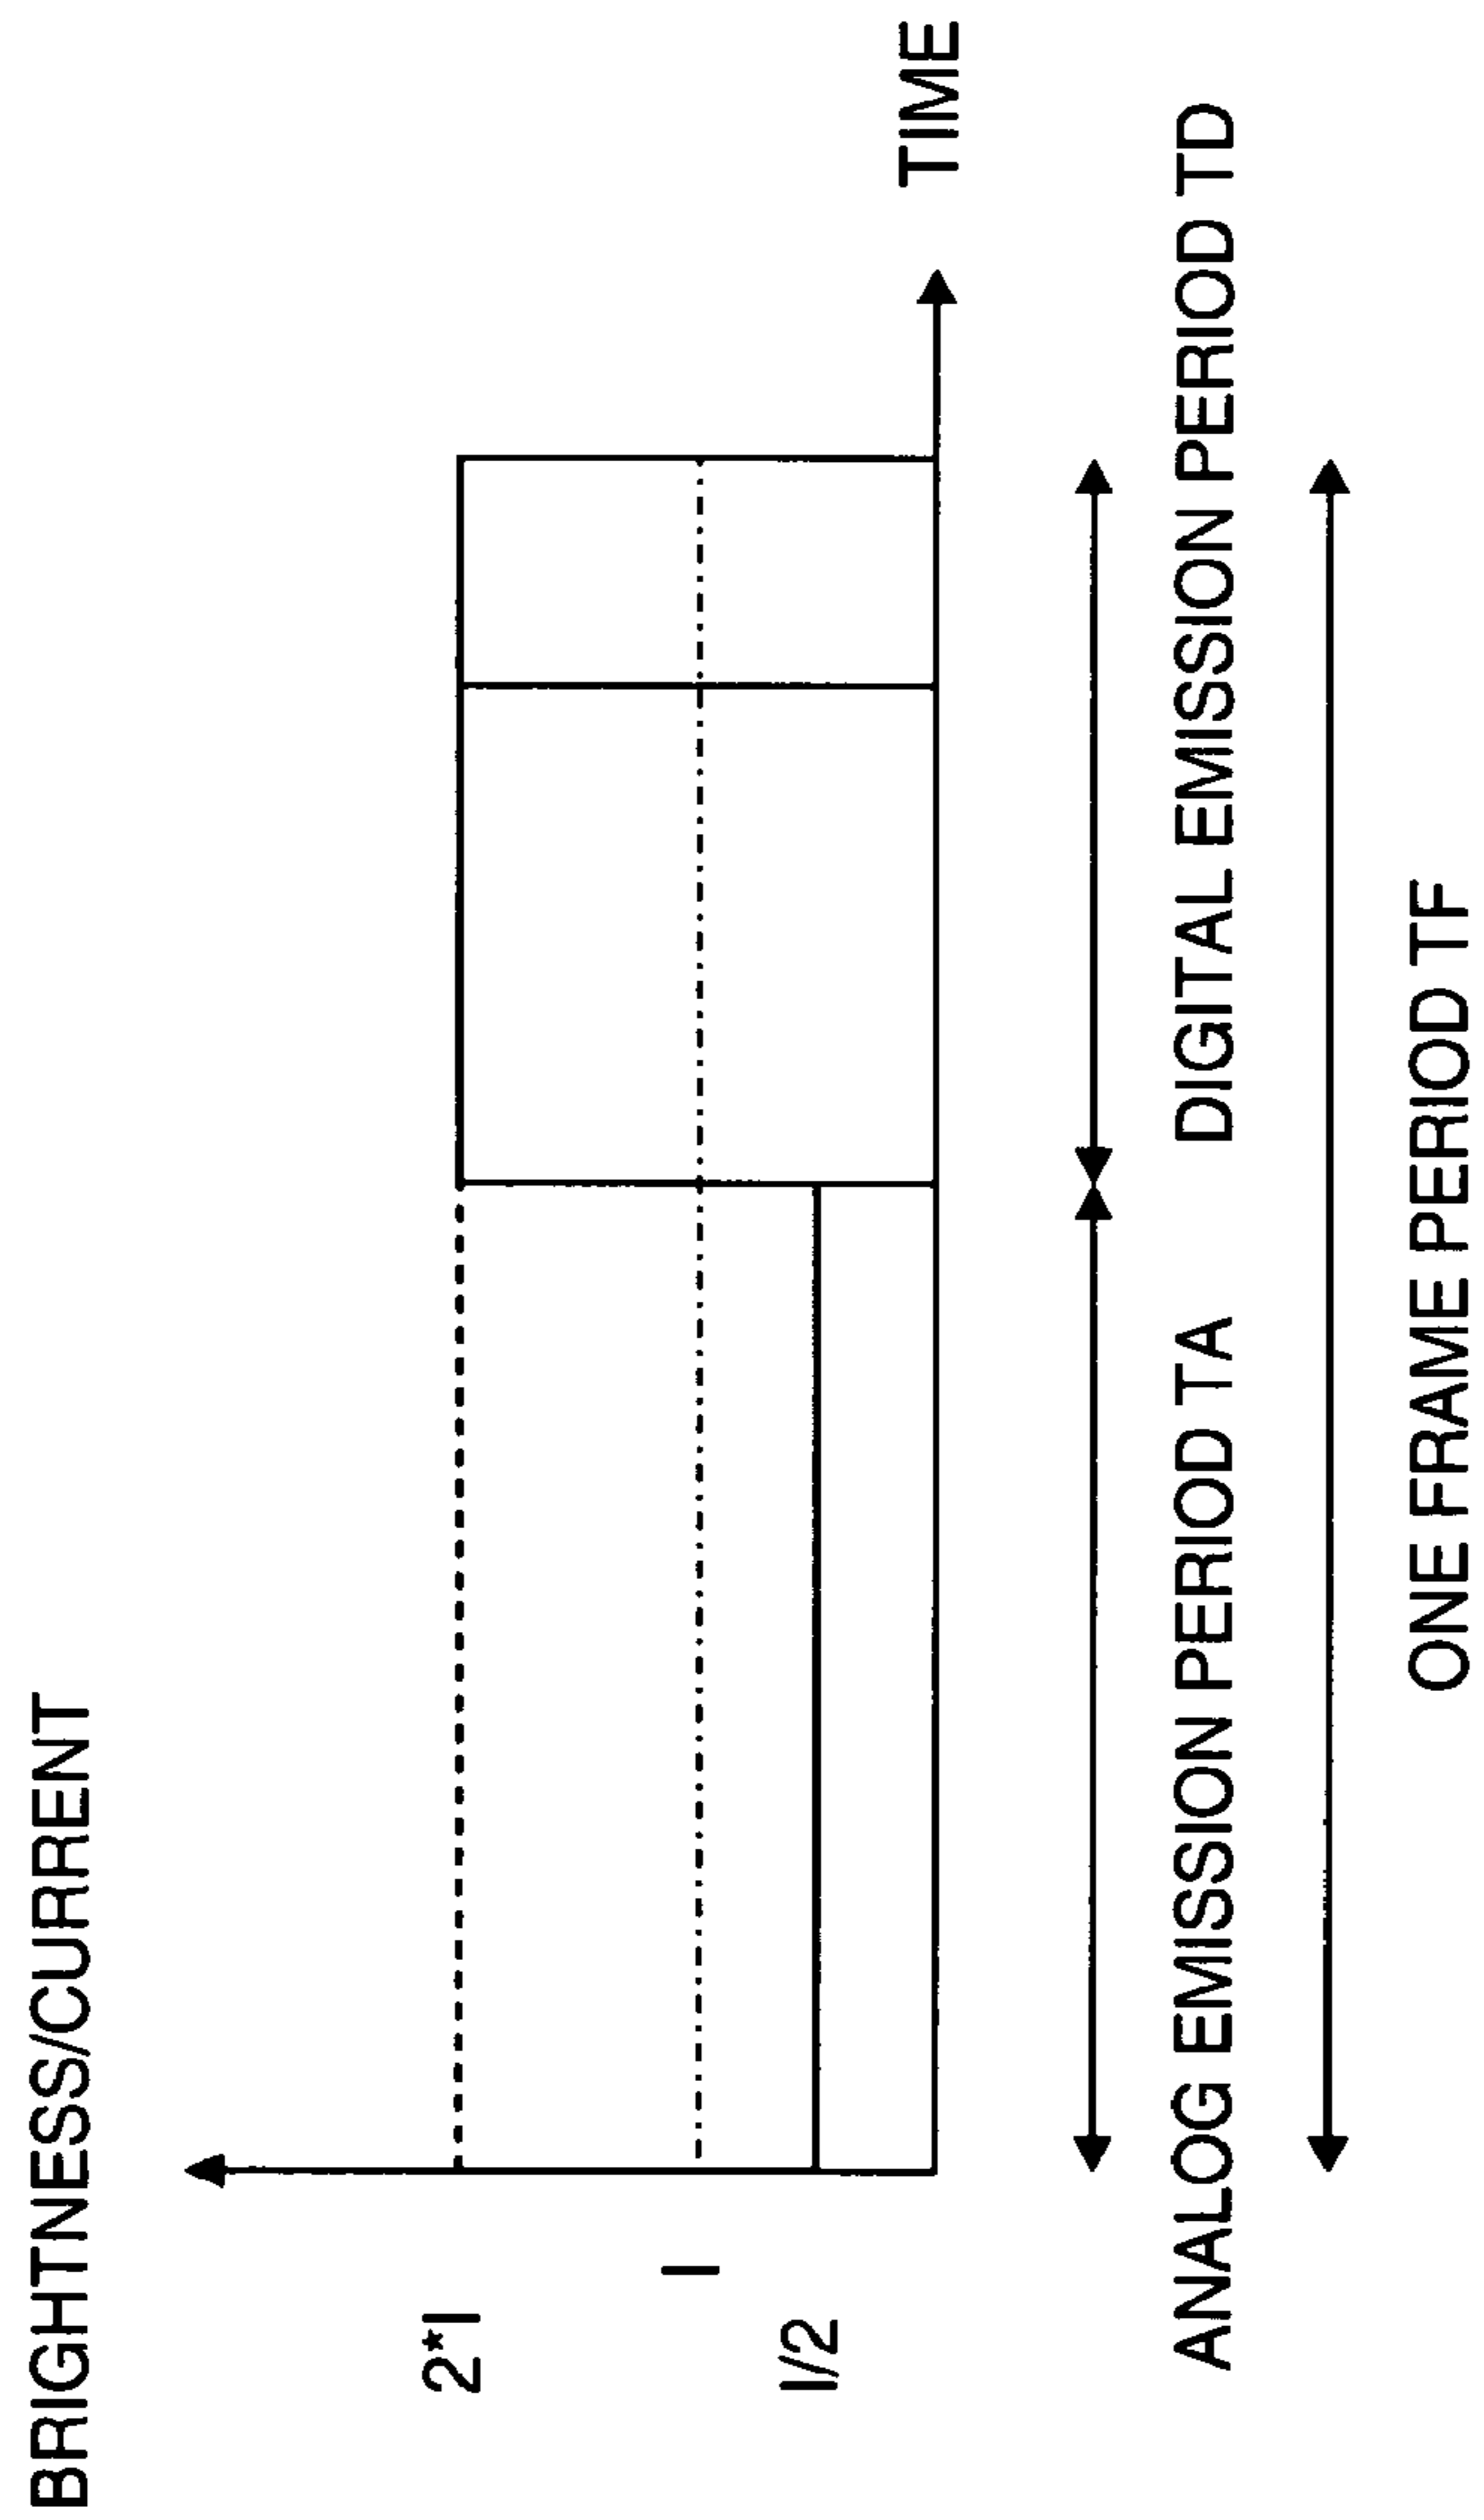 BRIGHTNESS/CURRENT
2*I
I
I/2
TIME
ANALOG EMISSION PERIOD TA
DIGITAL EMISSION PERIOD TD
ONE FRAME PERIOD TF